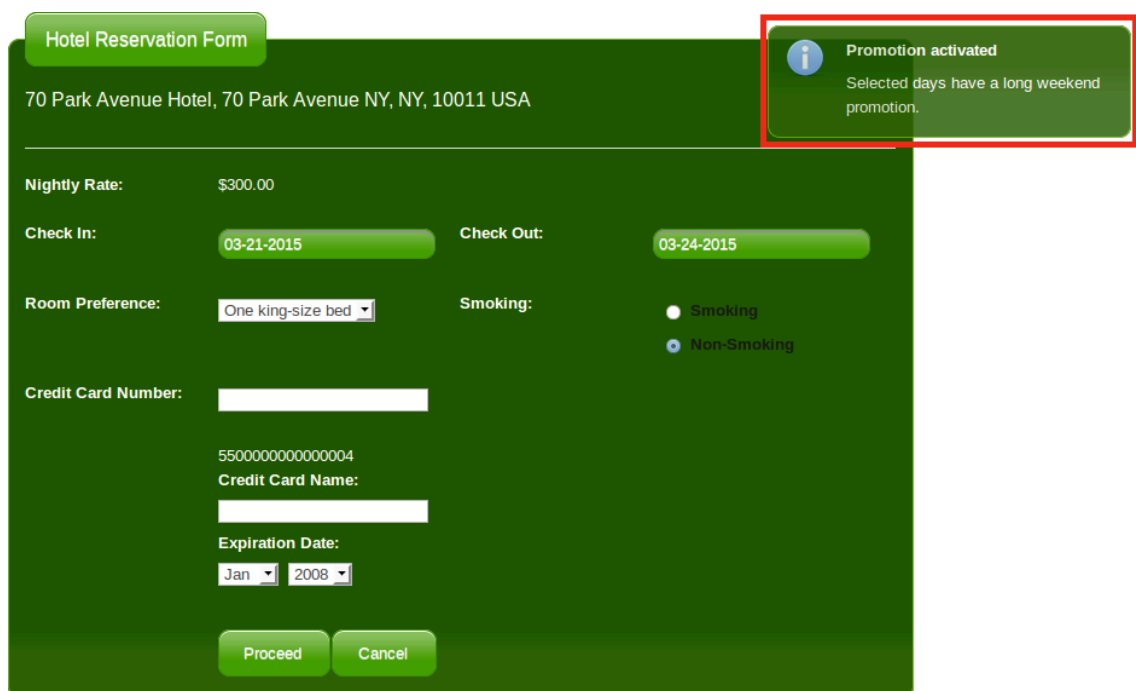 Hotel Reservation Form
Promotion activated
Selected days have a long weekend
promotion.
70 Park Avenue Hotel, 70 Park Avenue NY, NY, 10011 USA
Nightly Rate: $300.00
Check In: 03-21-2015 Check Out: 03-24-2015
Room Preference: One king-size bed Smoking: Smoking
Non-Smoking
Credit Card Number:
5500000000000004
Credit Card Name:
Expiration Date:
Jan 2008
Proceed Cancel